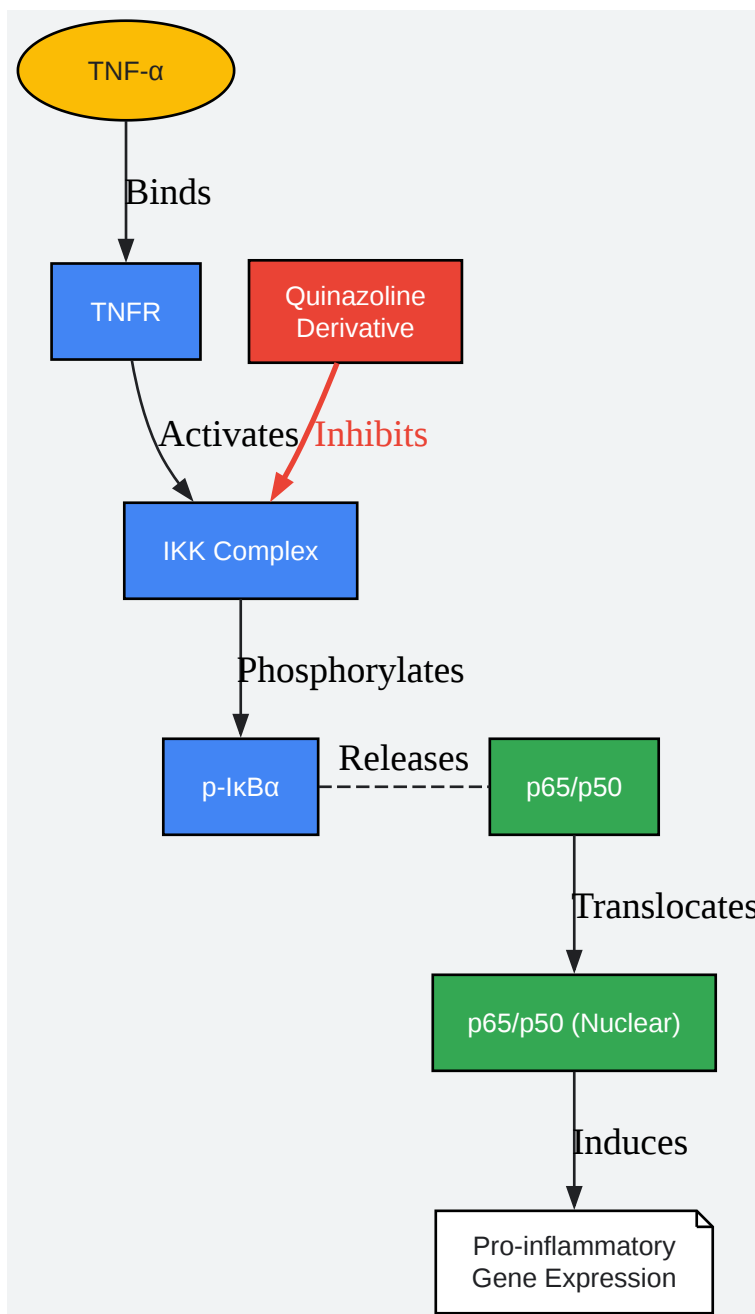 TNF-α
Binds
TNFR
Quinazoline
Derivative
Activates
Inhibits
IKK Complex
Phosphorylates
Releases
p-IκBα
p65/p50
Translocates
p65/p50 (Nuclear)
Induces
Pro-inflammatory
Gene Expression